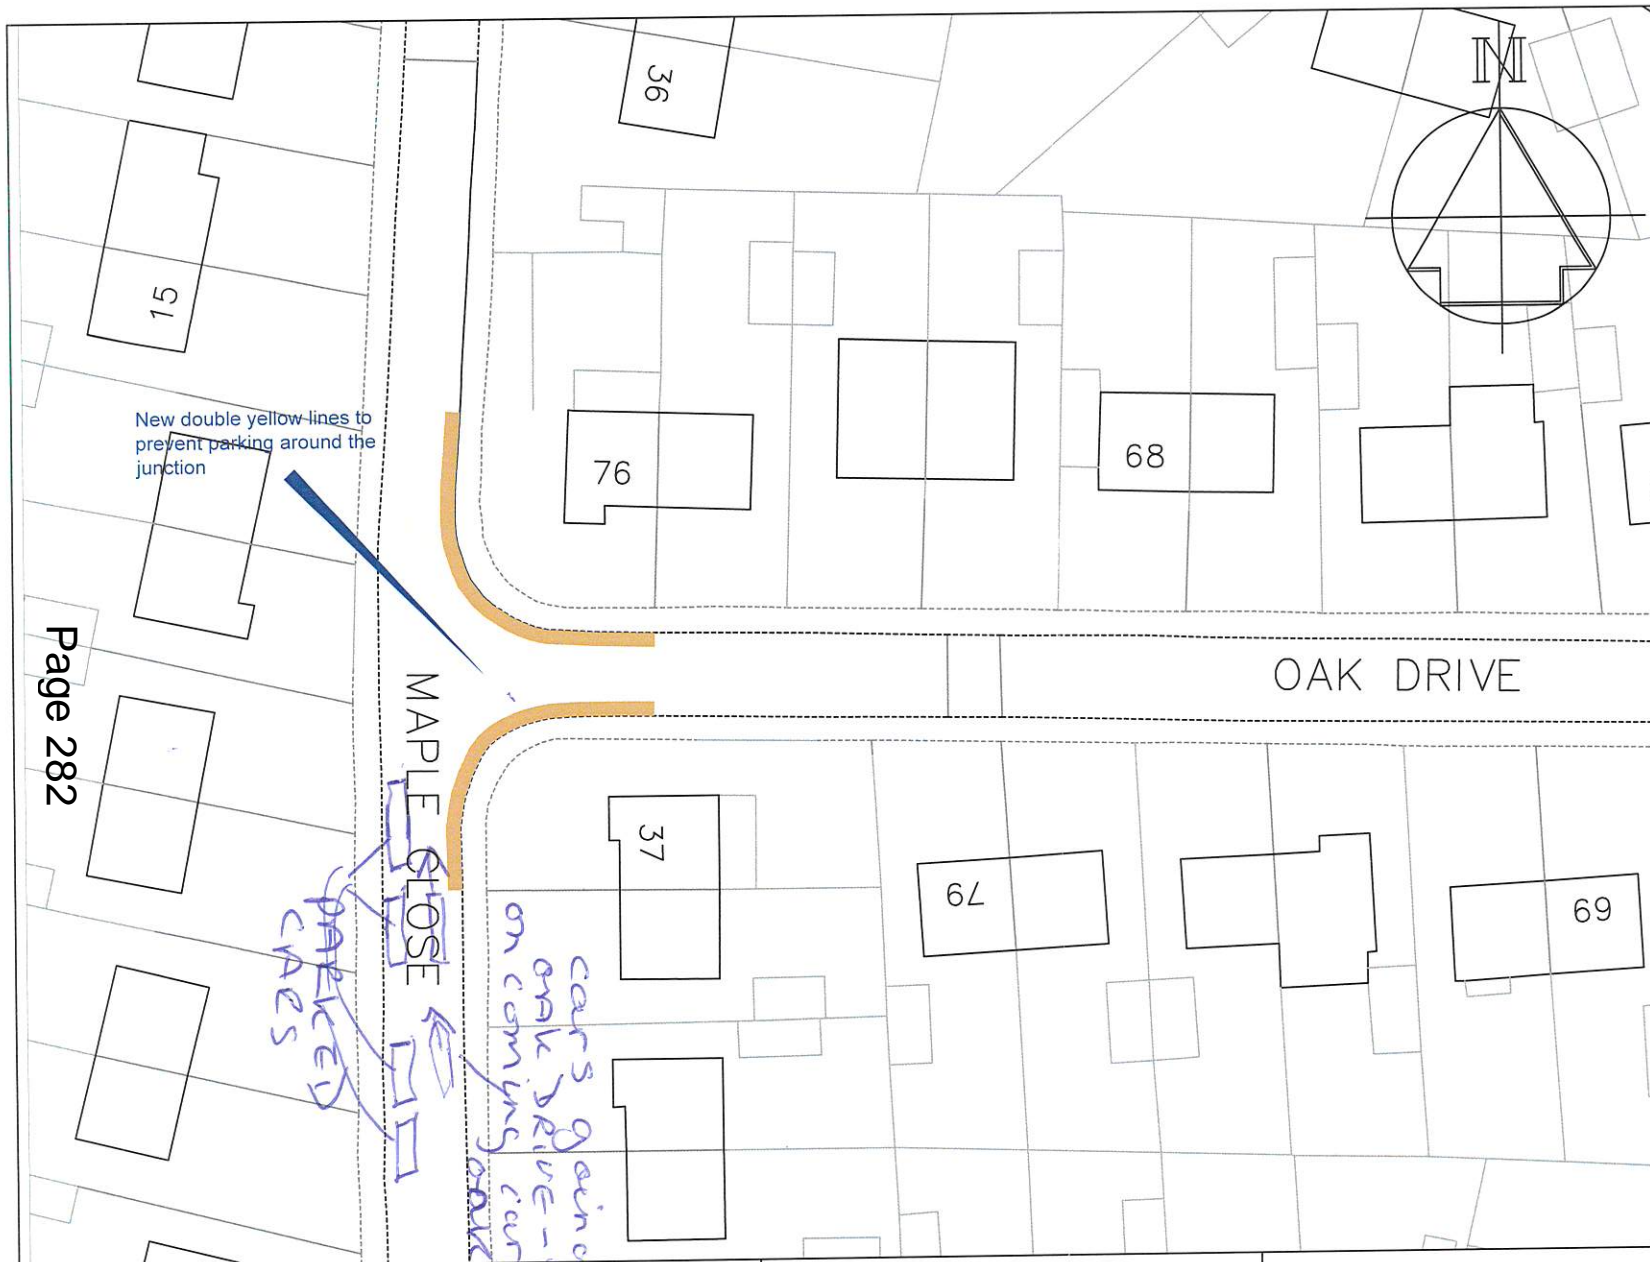 N
36
15
New double yellow lines to
prevent parking around the
junction
76
68
OAK DRIVE
MAPLE CLOSE
Page 282
37
79
69
PARKED
CARS
cars going
oak DRIVE -
on coming car